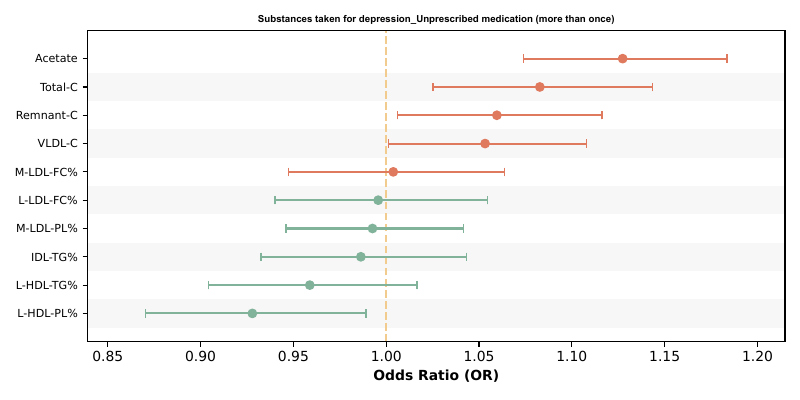 Substances taken for depression_Unprescribed medication (more than once)
Acetate
Total-C
Remnant-C
VLDL-C
M-LDL-FC%
L-LDL-FC%
M-LDL-PL%
IDL-TG%
L-HDL-TG%
L-HDL-PL%
0.85 0.90 0.95 1.00 1.05 1.10 1.15 1.20
Odds Ratio (OR)